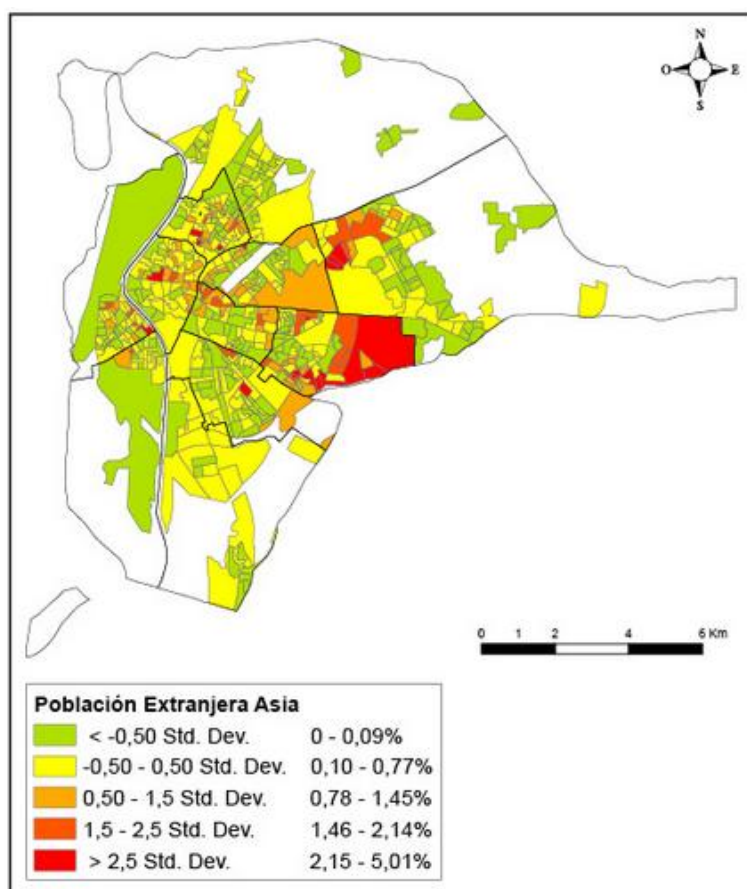 N
O E
S
0 1 2 4 6 Km
Población Extranjera Asia
< -0,50 Std. Dev. 0 - 0,09%
-0,50 - 0,50 Std. Dev. 0,10 - 0,77%
0,50 - 1,5 Std. Dev. 0,78 - 1,45%
1,5 - 2,5 Std. Dev. 1,46 - 2,14%
> 2,5 Std. Dev. 2,15 - 5,01%